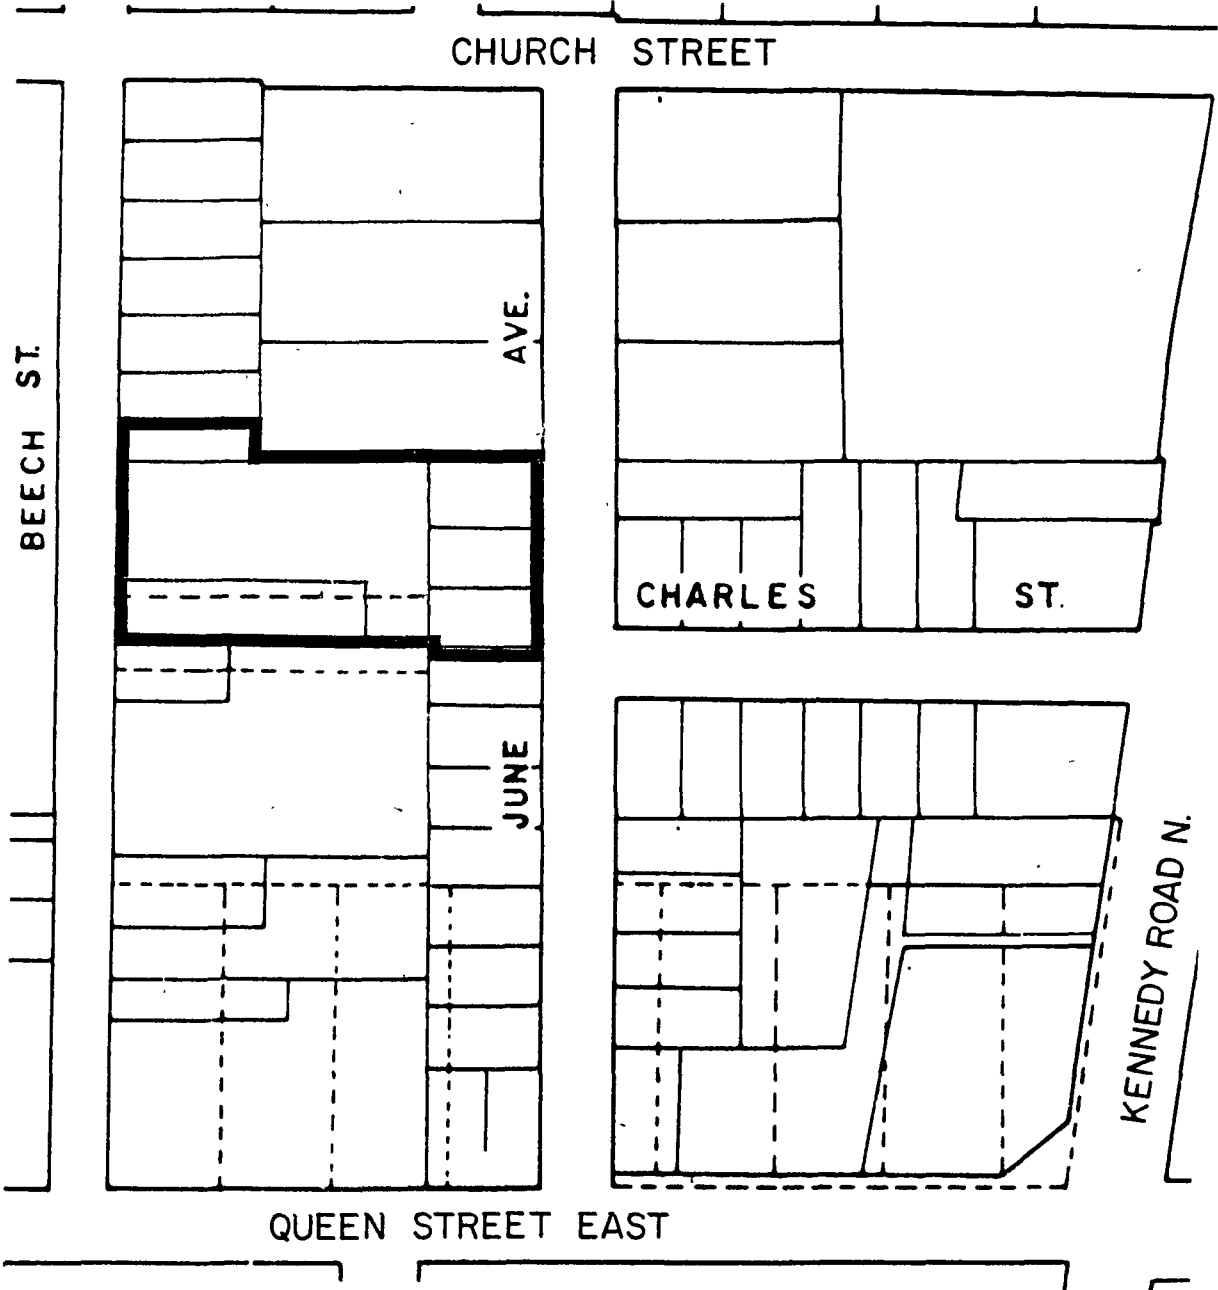 CHURCH STREET
AVE.
BEECH ST.
CHARLES ST.
JUNE
KENNEDY ROAD N.
QUEEN STREET EAST